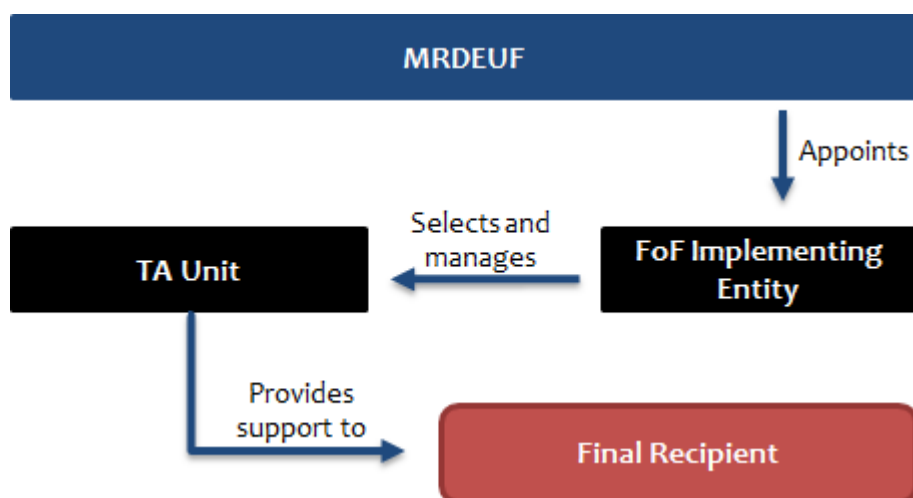 MRDEUF
Appoints
Selects and
manages
FoF Implementing
Entity
TA Unit
Provides
support to
Final Recipient